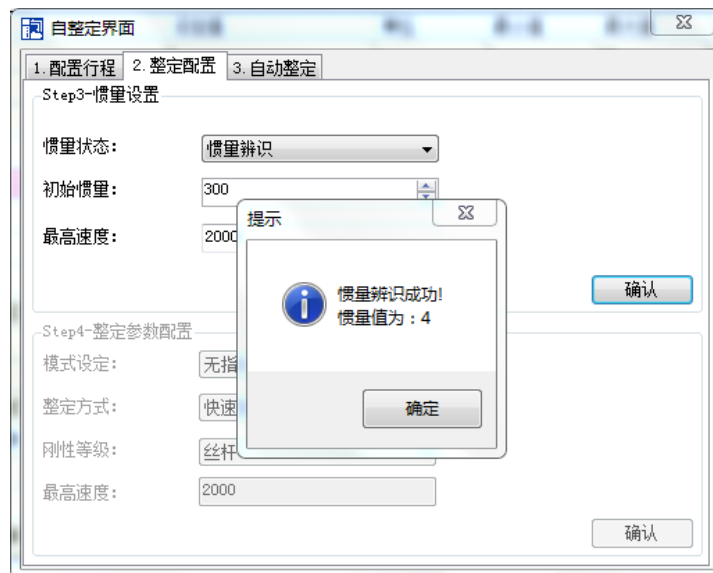 自整定界面
1.配置行程 2.整定配置 3.自动整定
Step3-惯量设置
惯量状态: 惯量辨识
初始惯量: 300
最高速度: 2000
提示
惯量辨识成功!
惯量值为:4
确定
确认
Step4-整定参数配置
模式设定: 无指
整定方式: 快速
刚性等级: 丝杆
最高速度: 2000
确认